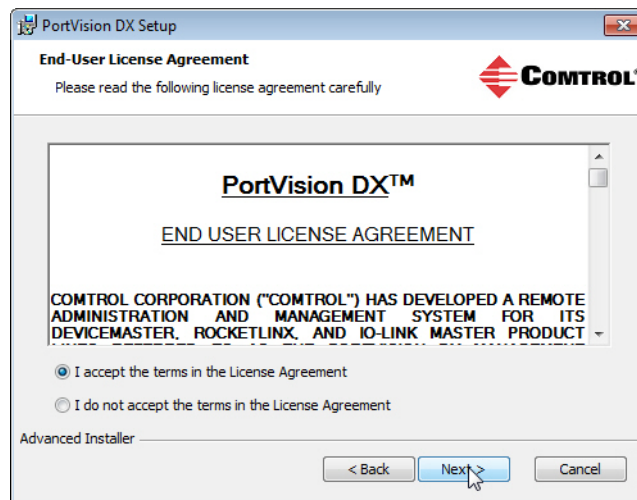 PortVision DX Setup
End-User License Agreement
Please read the following license agreement carefully
COMTROL®
PortVision DX™
END USER LICENSE AGREEMENT
COMTROL CORPORATION ("COMTROL") HAS DEVELOPED A REMOTE
ADMINISTRATION AND MANAGEMENT SYSTEM FOR ITS
DEVICEMASTER, ROCKETLINX, AND IO-LINK MASTER PRODUCT
I accept the terms in the License Agreement
I do not accept the terms in the License Agreement
Advanced Installer
< Back
Next >
Cancel